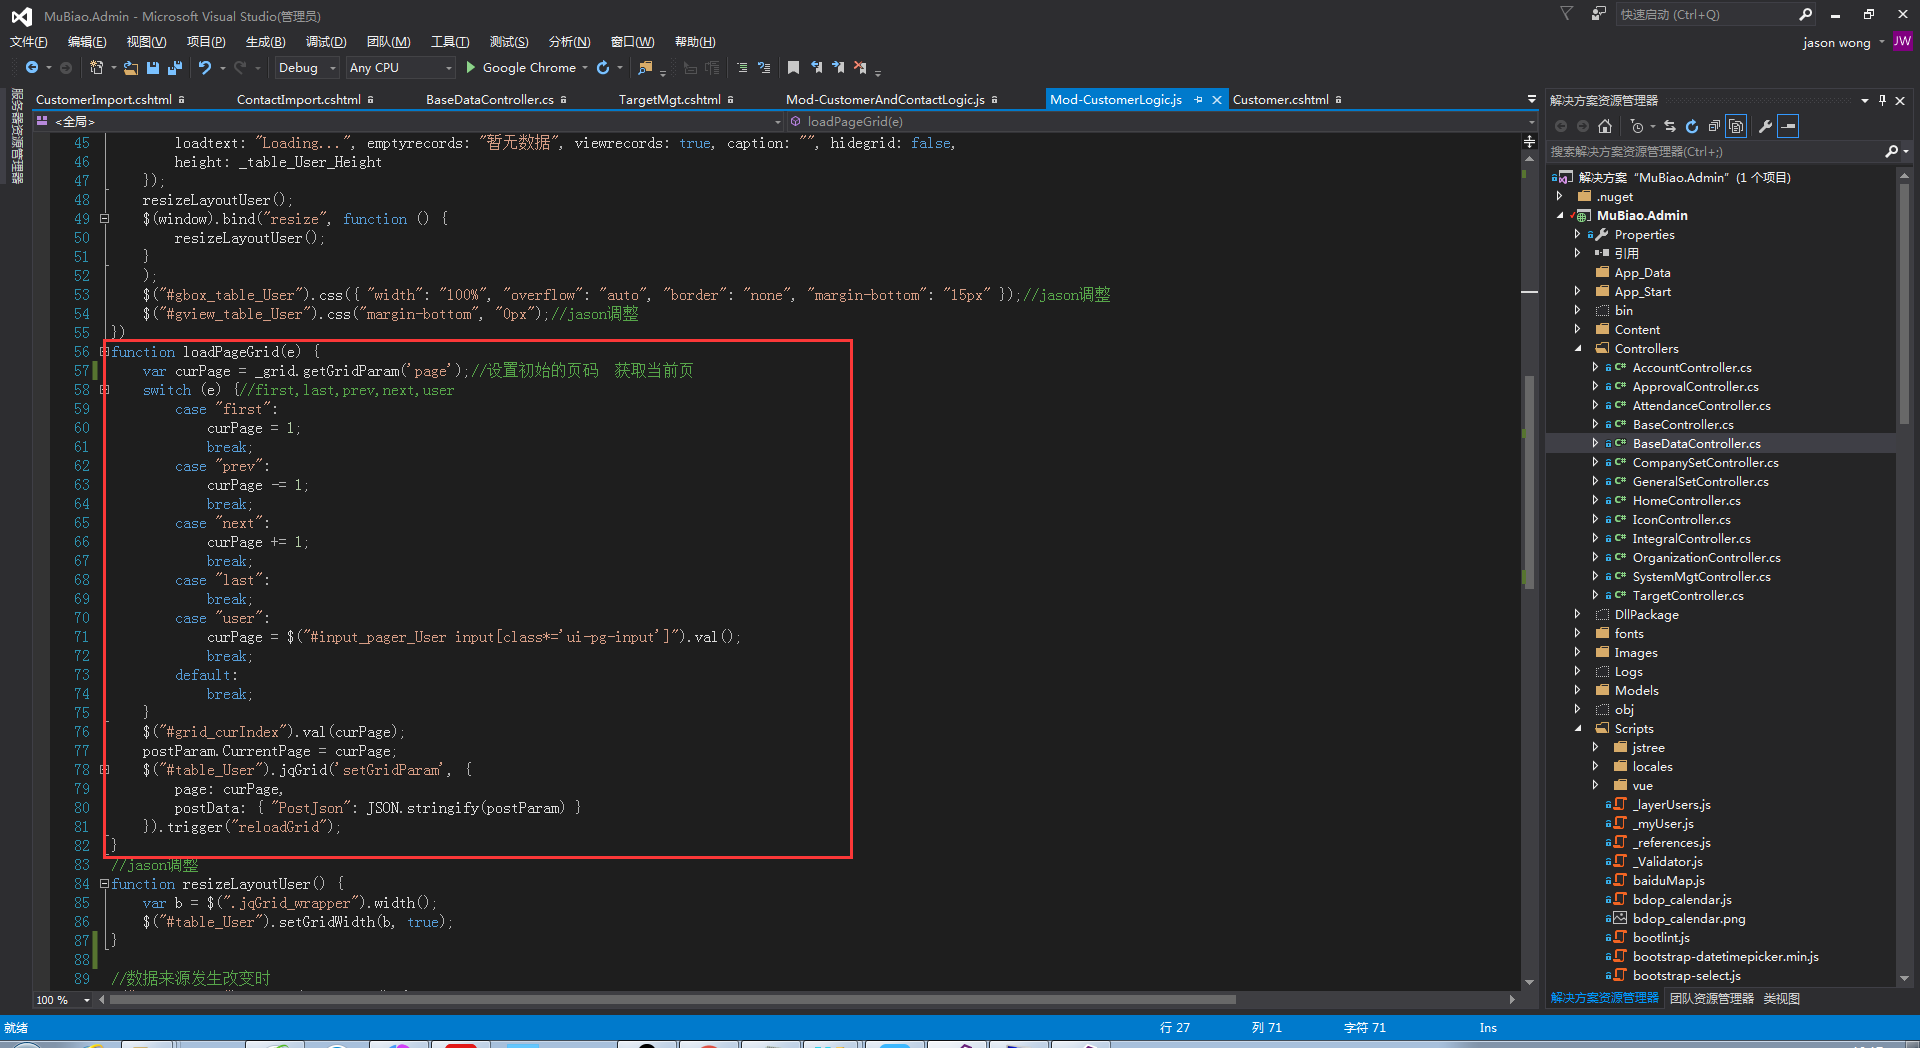 MuBiao.Admin - Microsoft Visual Studio(管理员)
快速启动 (Ctrl+Q)
文件(F) 编辑(E) 视图(V) 项目(P) 生成(B) 调试(D) 团队(M) 工具(T) 测试(S) 分析(N) 窗口(W) 帮助(H)
jason wong JW
Debug Any CPU Google Chrome
服务器资源管理器
CustomerImport.cshtml ContactImport.cshtml BaseDataController.cs TargetMgt.cshtml Mod-CustomerAndContactLogic.js Mod-CustomerLogic.js Customer.cshtml
<全局> loadPageGrid(e)
45 loadtext: "Loading...", emptyrecords: "暂无数据", viewrecords: true, caption: "", hidegrid: false,
46 height: _table_User_Height
47 });
48 resizeLayoutUser();
49 $(window).bind("resize", function () {
50 resizeLayoutUser();
51 }
52 );
53 $("#gbox_table_User").css({ "width": "100%", "overflow": "auto", "border": "none", "margin-bottom": "15px" });//jason调整
54 $("#gview_table_User").css("margin-bottom", "0px");//jason调整
55 })
56 function loadPageGrid(e) {
57 var curPage = _grid.getGridParam('page');//设置初始的页码 获取当前页
58 switch (e) {//first,last,prev,next,user
59 case "first":
60 curPage = 1;
61 break;
62 case "prev":
63 curPage -= 1;
64 break;
65 case "next":
66 curPage += 1;
67 break;
68 case "last":
69 break;
70 case "user":
71 curPage = $("#input_pager_User input[class*='ui-pg-input']").val();
72 break;
73 default:
74 break;
75 }
76 $("#grid_curIndex").val(curPage);
77 postParam.CurrentPage = curPage;
78 $("#table_User").jqGrid('setGridParam', {
79 page: curPage,
80 postData: { "PostJson": JSON.stringify(postParam) }
81 }).trigger("reloadGrid");
82 }
83 //jason调整
84 function resizeLayoutUser() {
85 var b = $(".jqGrid_wrapper").width();
86 $("#table_User").setGridWidth(b, true);
87 }
88
89 //数据来源发生改变时
100 %
解决方案资源管理器
搜索解决方案资源管理器(Ctrl+;)
解决方案 "MuBiao.Admin" (1 个项目)
.nuget
MuBiao.Admin
Properties
引用
App_Data
App_Start
bin
Content
Controllers
C# AccountController.cs
C# ApprovalController.cs
C# AttendanceController.cs
C# BaseController.cs
C# BaseDataController.cs
C# CompanySetController.cs
C# GeneralSetController.cs
C# HomeController.cs
C# IconController.cs
C# IntegralController.cs
C# OrganizationController.cs
C# SystemMgtController.cs
C# TargetController.cs
DllPackage
fonts
Images
Logs
Models
obj
Scripts
jstree
locales
vue
_layerUsers.js
_myUser.js
_references.js
_Validator.js
baiduMap.js
bdop_calendar.js
bdop_calendar.png
bootlint.js
bootstrap-datetimepicker.min.js
bootstrap-select.js
解决方案资源管理器 团队资源管理器 类视图
就绪 行 27 列 71 字符 71 Ins